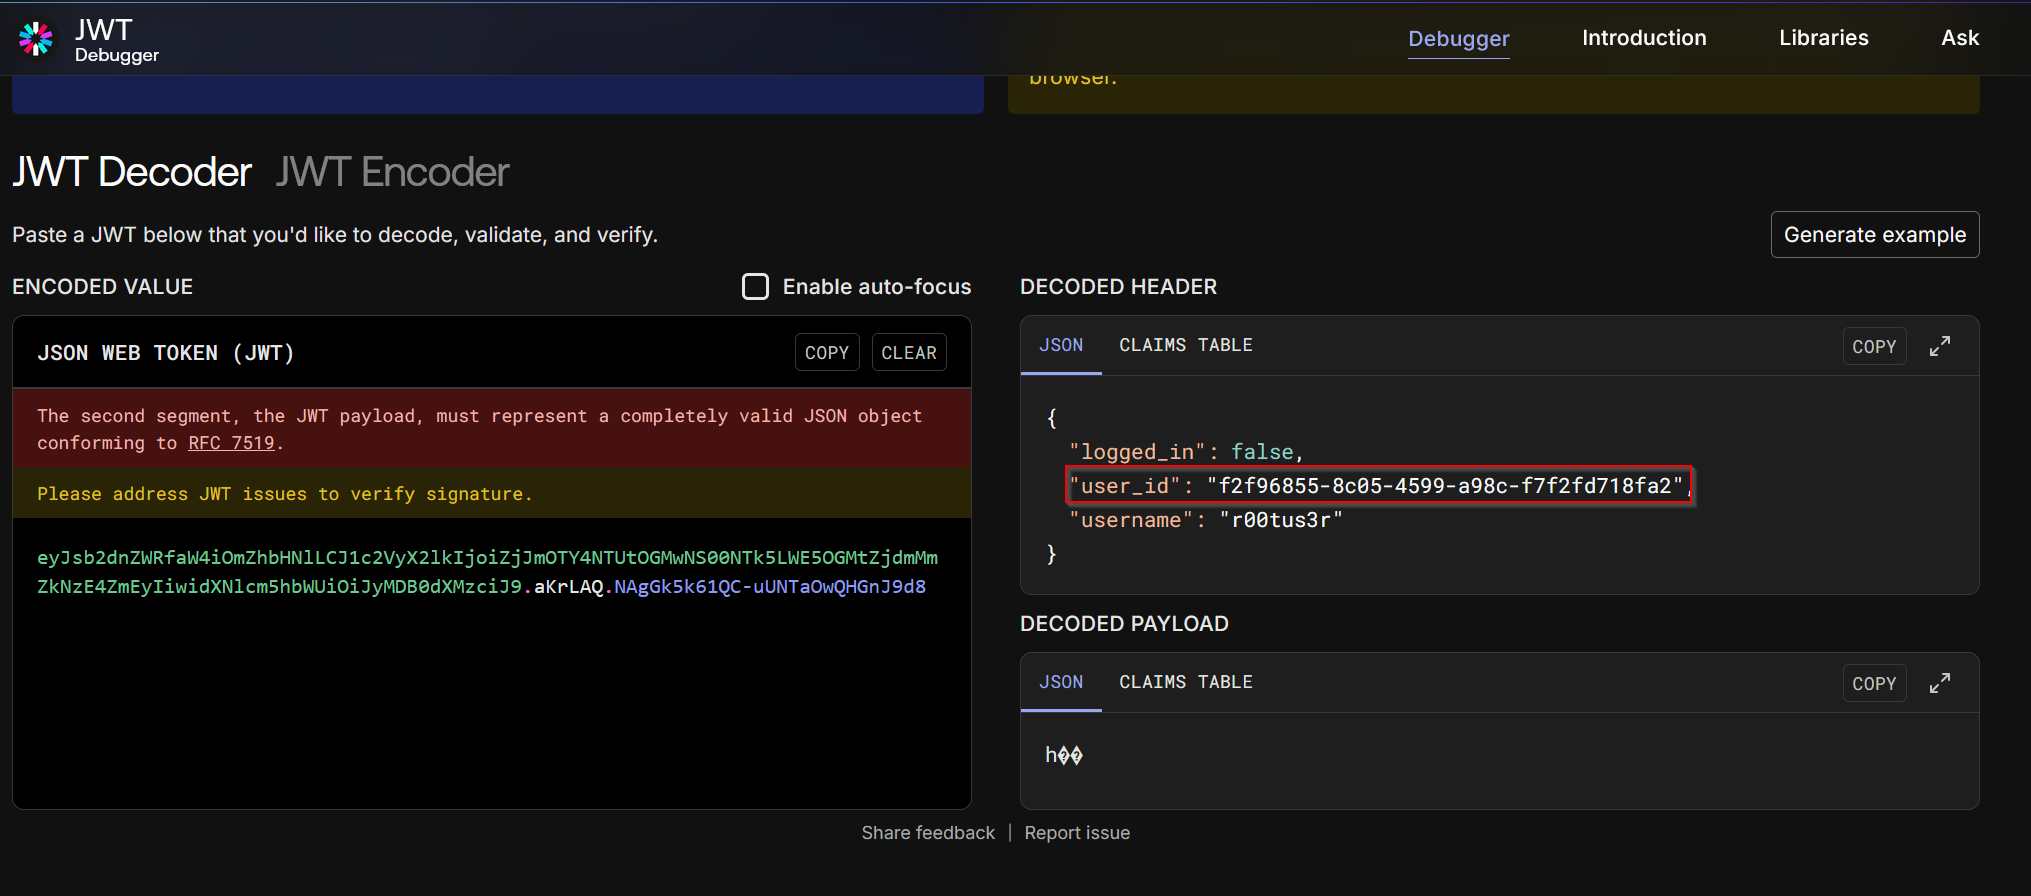 JWT
Debugger
Debugger
Introduction
Libraries
Ask
browser.
JWT Decoder
JWT Encoder
Paste a JWT below that you'd like to decode, validate, and verify.
Generate example
ENCODED VALUE
Enable auto-focus
JSON WEB TOKEN (JWT)
COPY
CLEAR
The second segment, the JWT payload, must represent a completely valid JSON object
conforming to RFC 7519.
Please address JWT issues to verify signature.
eyJsb2dnZWRfaW4iOmZhbHNlLCJ1c2VyX2lkIjoiZjJmOTY4NTUtOGMwNS00NTk5LWE5OGMtZjdmMm
ZkNzE4ZmEyIiwidXNlcm5hbWUiOiJyMDB0dXMzciJ9.aKrLAQ.NAgGk5k61QC-uUNTaOwQHGnJ9d8
DECODED HEADER
JSON
CLAIMS TABLE
COPY
{
"logged_in": false,
"user_id": "f2f96855-8c05-4599-a98c-f7f2fd718fa2",
"username": "r00tus3r"
}
DECODED PAYLOAD
JSON
CLAIMS TABLE
COPY
h��
Share feedback | Report issue